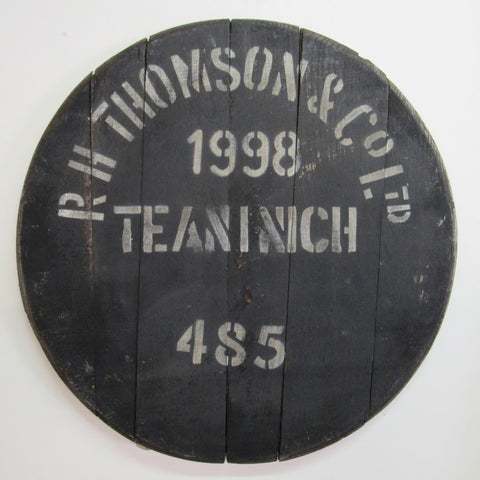 R H THOMSON & CO LTD
1998
TEANINICH
485